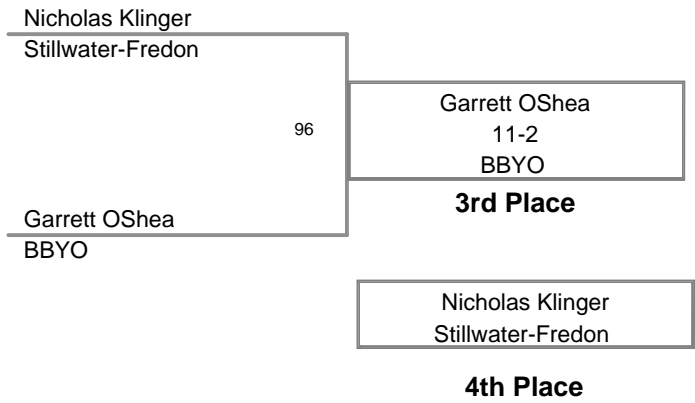 Nicholas Klinger
Stillwater-Fredon
Garrett OShea
96
11-2
BBYO
3rd Place
Garrett OShea
BBYO
Nicholas Klinger
Stillwater-Fredon
4th Place